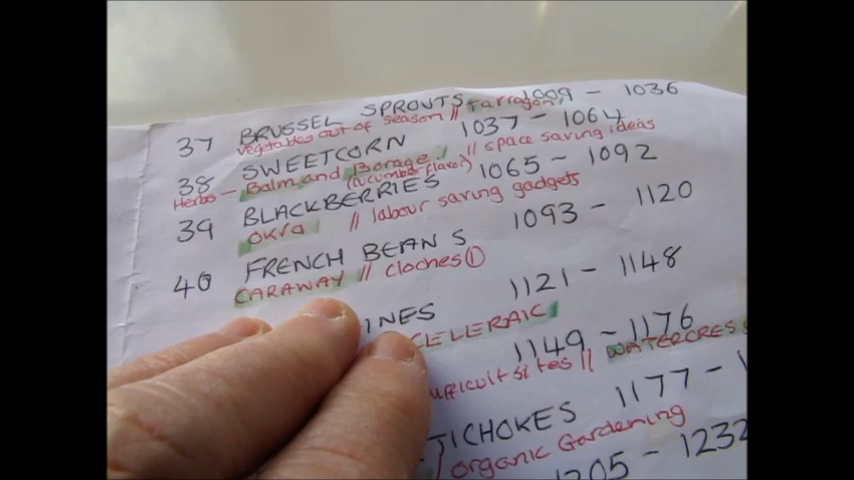 37 BRUSSEL SPROUTS 1009 - 1036
vegetables out of season // Tarragon
38 SWEETCORN 1037 - 1064
Herbs - Balm and Borage // space saving ideas
(cucumber flavor)
39 BLACKBERRIES 1065 - 1092
OKRA // labour saving gadgets
40 FRENCH BEANS 1093 - 1120
CARAWAY // Cloches ①
INES 1121 - 1148
CELERAIC
1149 - 1176
difficult sites // WATERCRESS
TICHOKES 1177 -
/ organic Gardening
1205 - 1232